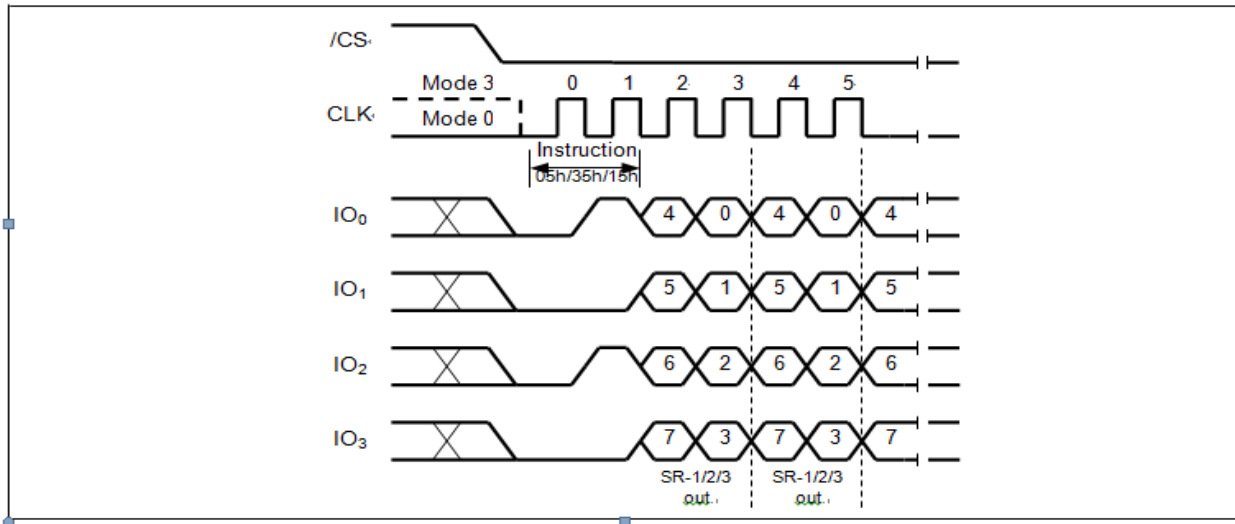 /CS
Mode 3 0 1 2 3 4 5
CLK Mode 0
Instruction
05h/35h/15h
IO₀ 4 0 4 0 4
IO₁ 5 1 5 1 5
IO₂ 6 2 6 2 6
IO₃ 7 3 7 3 7
SR-1/2/3 SR-1/2/3
out out